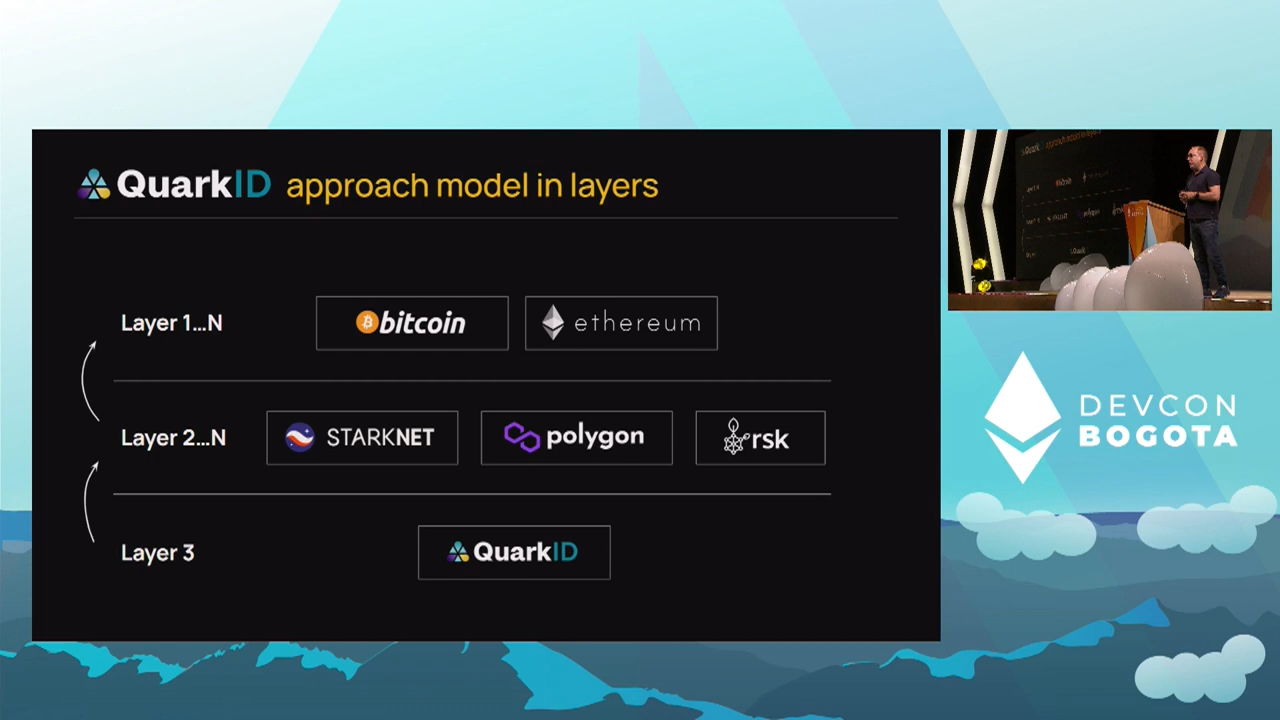 QuarkID approach model in layers
Layer 1...N
bitcoin
ethereum
Layer 2...N
STARKNET
polygon
rsk
Layer 3
QuarkID
DEVCON
BOGOTA